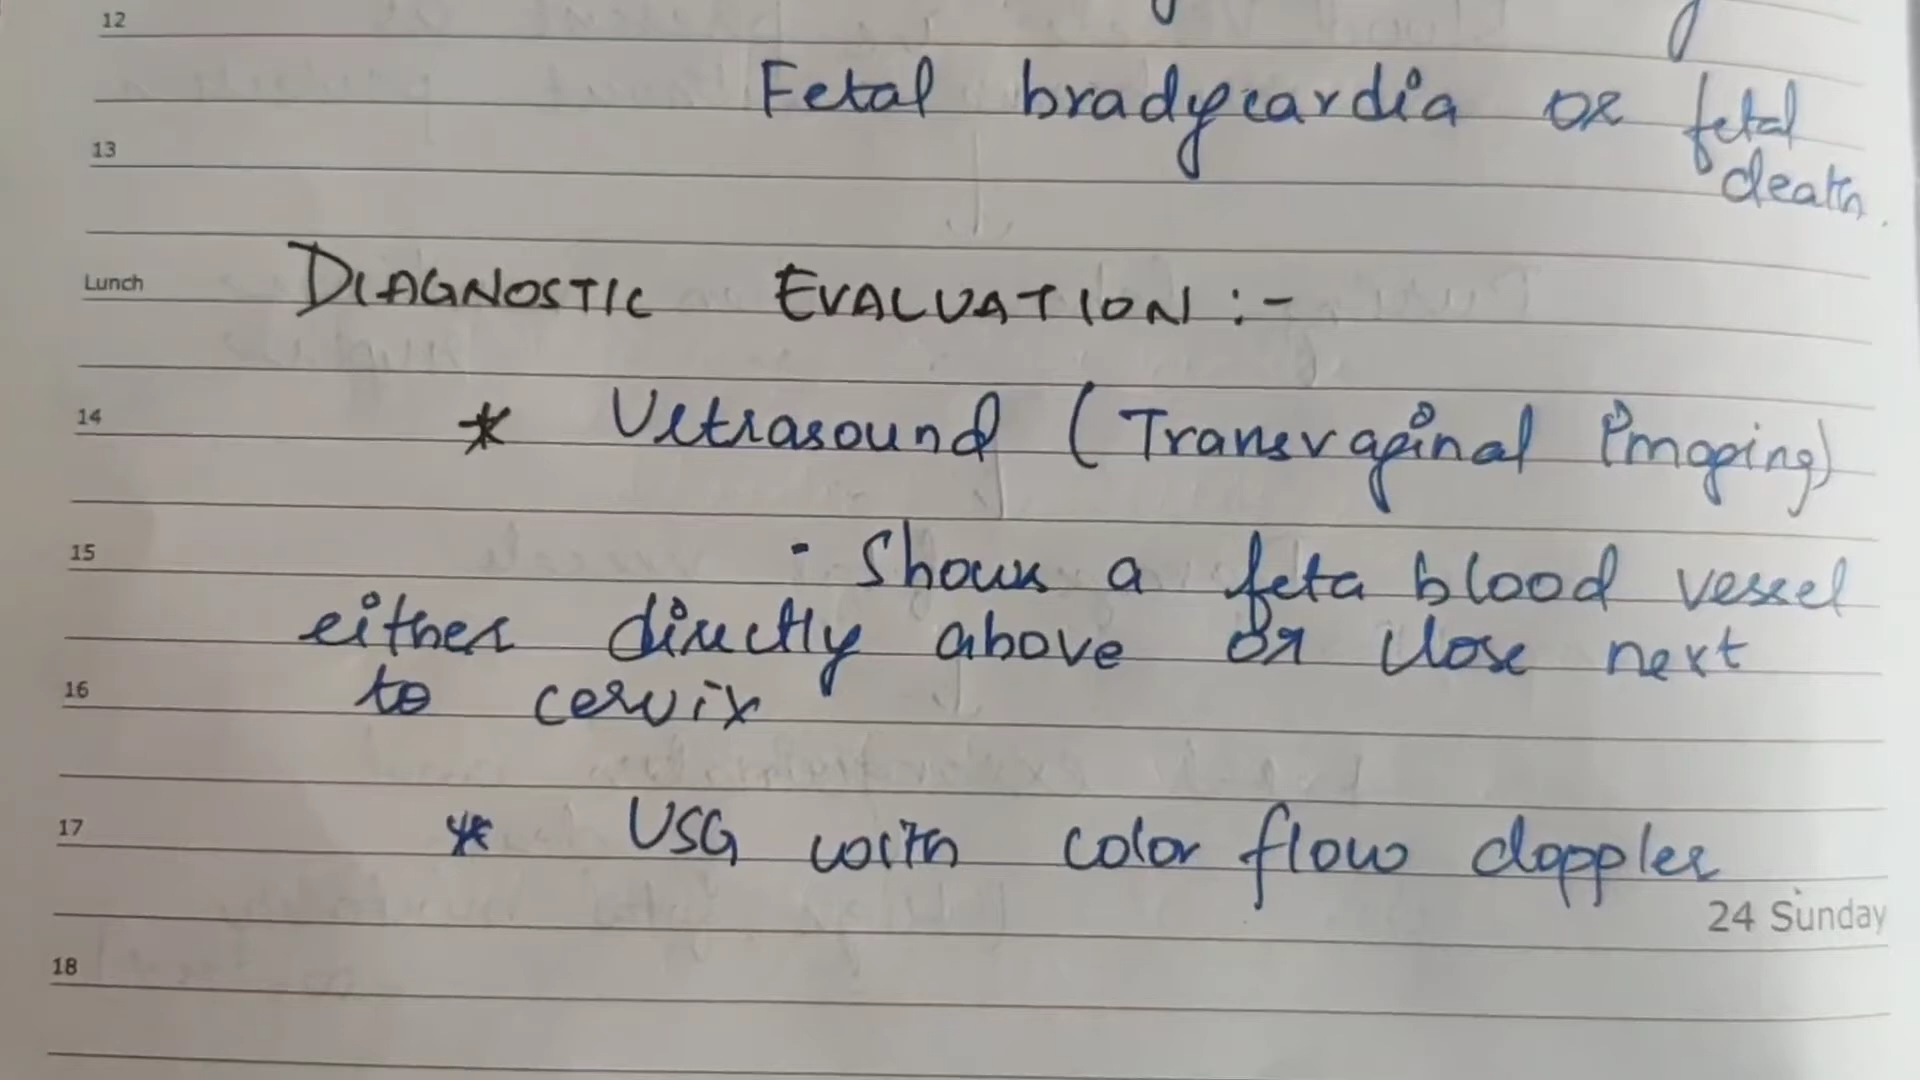 12
Fetal bradycardia or fetal
death.
13
Lunch
DIAGNOSTIC EVALUATION :-
14
* Ultrasound (Transvaginal imaging)
15
- Shows a feta blood vessel
either directly above or close next
16
to cervix
17
* USG with color flow doppler
24 Sunday
18